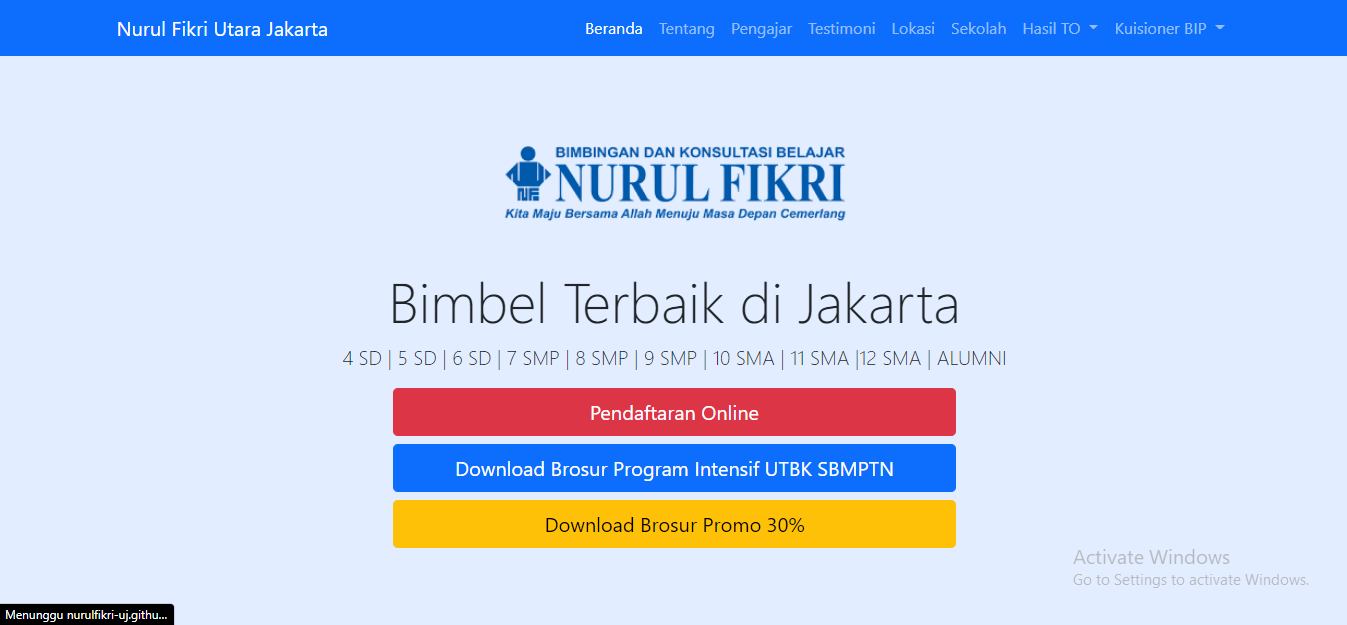 Nurul Fikri Utara Jakarta Beranda Tentang Pengajar Testimoni Lokasi Sekolah Hasil TO Kuisioner BIP
BIMBINGAN DAN KONSULTASI BELAJAR
NF NURUL FIKRI
Kita Maju Bersama Allah Menuju Masa Depan Cemerlang
Bimbel Terbaik di Jakarta
4 SD | 5 SD | 6 SD | 7 SMP | 8 SMP | 9 SMP | 10 SMA | 11 SMA |12 SMA | ALUMNI
Pendaftaran Online
Download Brosur Program Intensif UTBK SBMPTN
Download Brosur Promo 30%
Activate Windows
Go to Settings to activate Windows.
Menunggu nurulfikri-uj.githu...